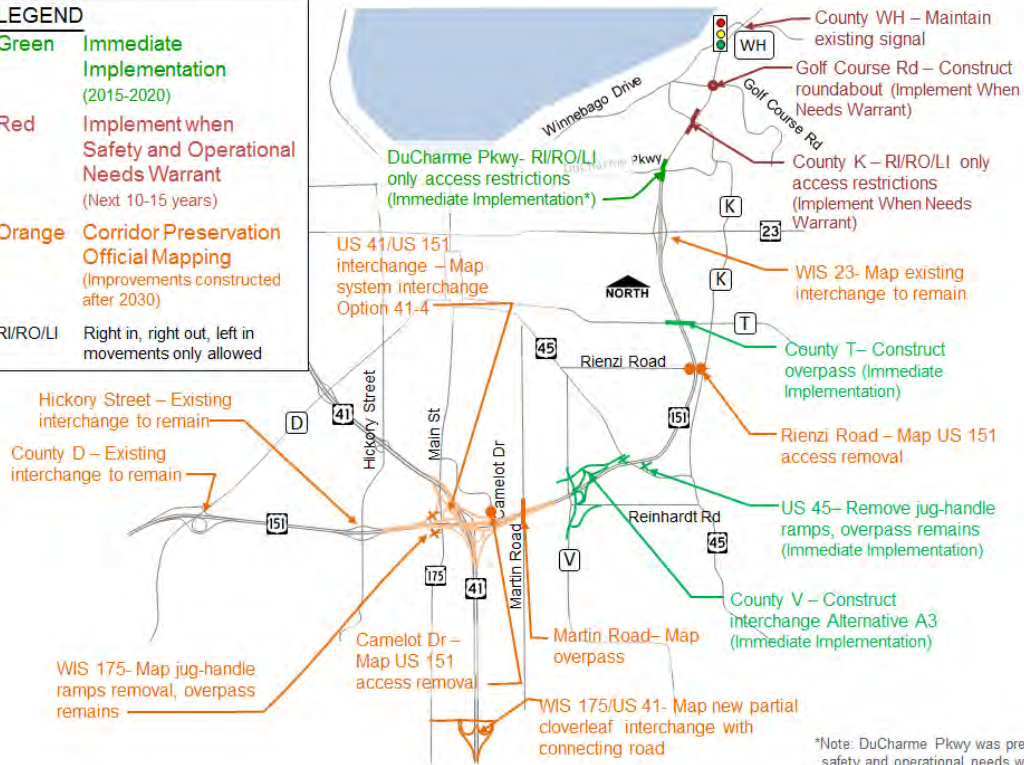 LEGEND
Green Immediate
Implementation
(2015-2020)
Red Implement when
Safety and Operational
Needs Warrant
(Next 10-15 years)
Orange Corridor Preservation
Official Mapping
(Improvements constructed
after 2030)
RI/RO/LI Right in, right out, left in
movements only allowed
County WH – Maintain
existing signal
WH
Golf Course Rd – Construct
roundabout (Implement When
Needs Warrant)
Winnebago Drive
Golf Course Rd
DuCharme Pkwy- RI/RO/LI
only access restrictions
(Immediate Implementation*)
Pkwy
County K – RI/RO/LI only
access restrictions
(Implement When Needs
Warrant)
K
23
US 41/US 151
interchange – Map
system interchange
Option 41-4
WIS 23- Map existing
interchange to remain
K
NORTH
T
45
Rienzi Road
County T– Construct
overpass (Immediate
Implementation)
Hickory Street – Existing
interchange to remain
D
41
Hickory Street
Main St
151
Rienzi Road – Map US 151
access removal
County D – Existing
interchange to remain
Camelot Dr
151
Martin Road
Reinhardt Rd
45
US 45– Remove jug-handle
ramps, overpass remains
(Immediate Implementation)
V
175
41
County V – Construct
interchange Alternative A3
(Immediate Implementation)
WIS 175- Map jug-handle
ramps removal, overpass
remains
Camelot Dr –
Map US 151
access removal
Martin Road– Map
overpass
WIS 175/US 41- Map new partial
cloverleaf interchange with
connecting road
*Note: DuCharme Pkwy was pre
safety and operational needs w